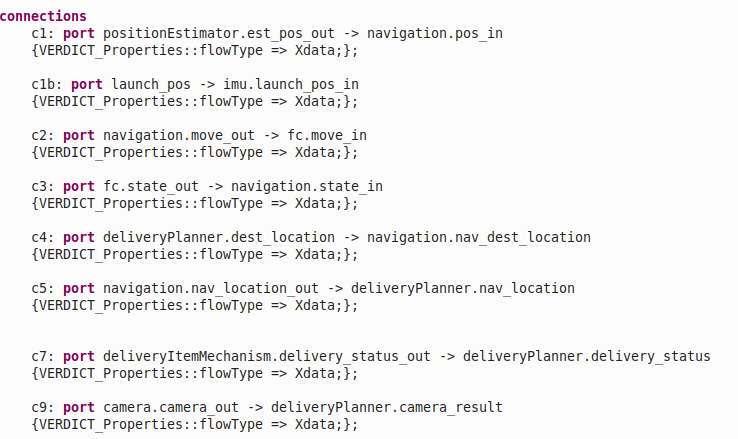 connections
c1: port positionEstimator.est_pos_out -> navigation.pos_in
{VERDICT_Properties::flowType => Xdata;};
c1b: port launch_pos -> imu.launch_pos_in
{VERDICT_Properties::flowType => Xdata;};
c2: port navigation.move_out -> fc.move_in
{VERDICT_Properties::flowType => Xdata;};
c3: port fc.state_out -> navigation.state_in
{VERDICT_Properties::flowType => Xdata;};
c4: port deliveryPlanner.dest_location -> navigation.nav_dest_location
{VERDICT_Properties::flowType => Xdata;};
c5: port navigation.nav_location_out -> deliveryPlanner.nav_location
{VERDICT_Properties::flowType => Xdata;};
c7: port deliveryItemMechanism.delivery_status_out -> deliveryPlanner.delivery_status
{VERDICT_Properties::flowType => Xdata;};
c9: port camera.camera_out -> deliveryPlanner.camera_result
{VERDICT_Properties::flowType => Xdata;};